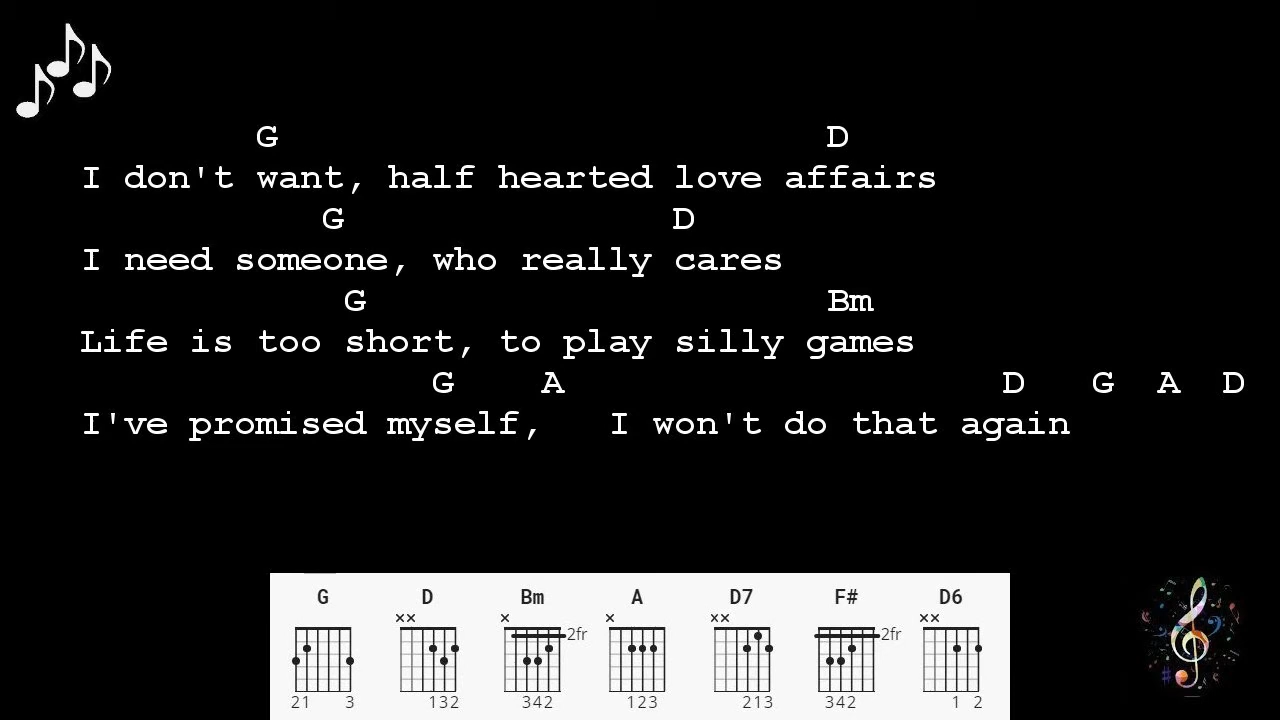 G D
I don't want, half hearted love affairs
G D
I need someone, who really cares
G Bm
Life is too short, to play silly games
G A D G A D
I've promised myself, I won't do that again
G D Bm A D7 F# D6
×× × × ×× ××
2fr 2fr
21 3 132 342 123 213 342 1 2